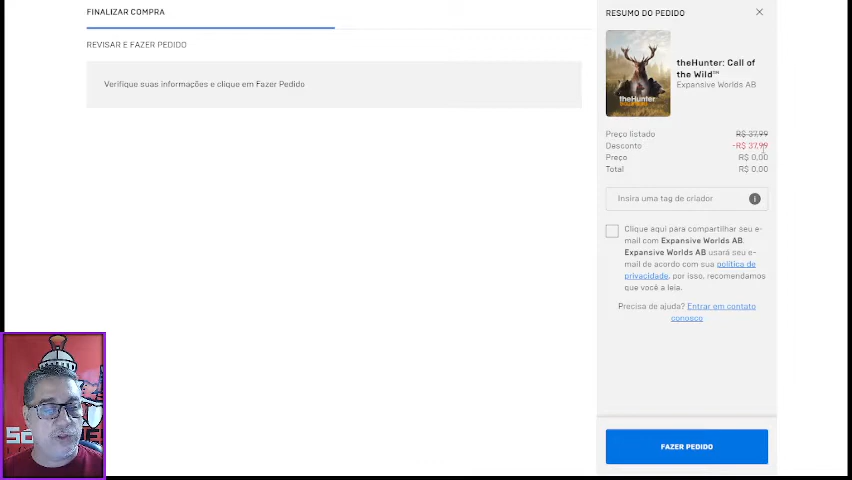 FINALIZAR COMPRA
REVISAR E FAZER PEDIDO
Verifique suas informações e clique em Fazer Pedido
RESUMO DO PEDIDO
theHunter
theHunter: Call of
the Wild™
Expansive Worlds AB
Preço listado R$ 37,99
Desconto -R$ 37,99
Preço R$ 0,00
Total R$ 0,00
Insira uma tag de criador
Clique aqui para compartilhar seu e-
mail com Expansive Worlds AB.
Expansive Worlds AB usará seu e-
mail de acordo com sua política de
privacidade, por isso, recomendamos
que você a leia.
Precisa de ajuda? Entrar em contato
conosco
FAZER PEDIDO